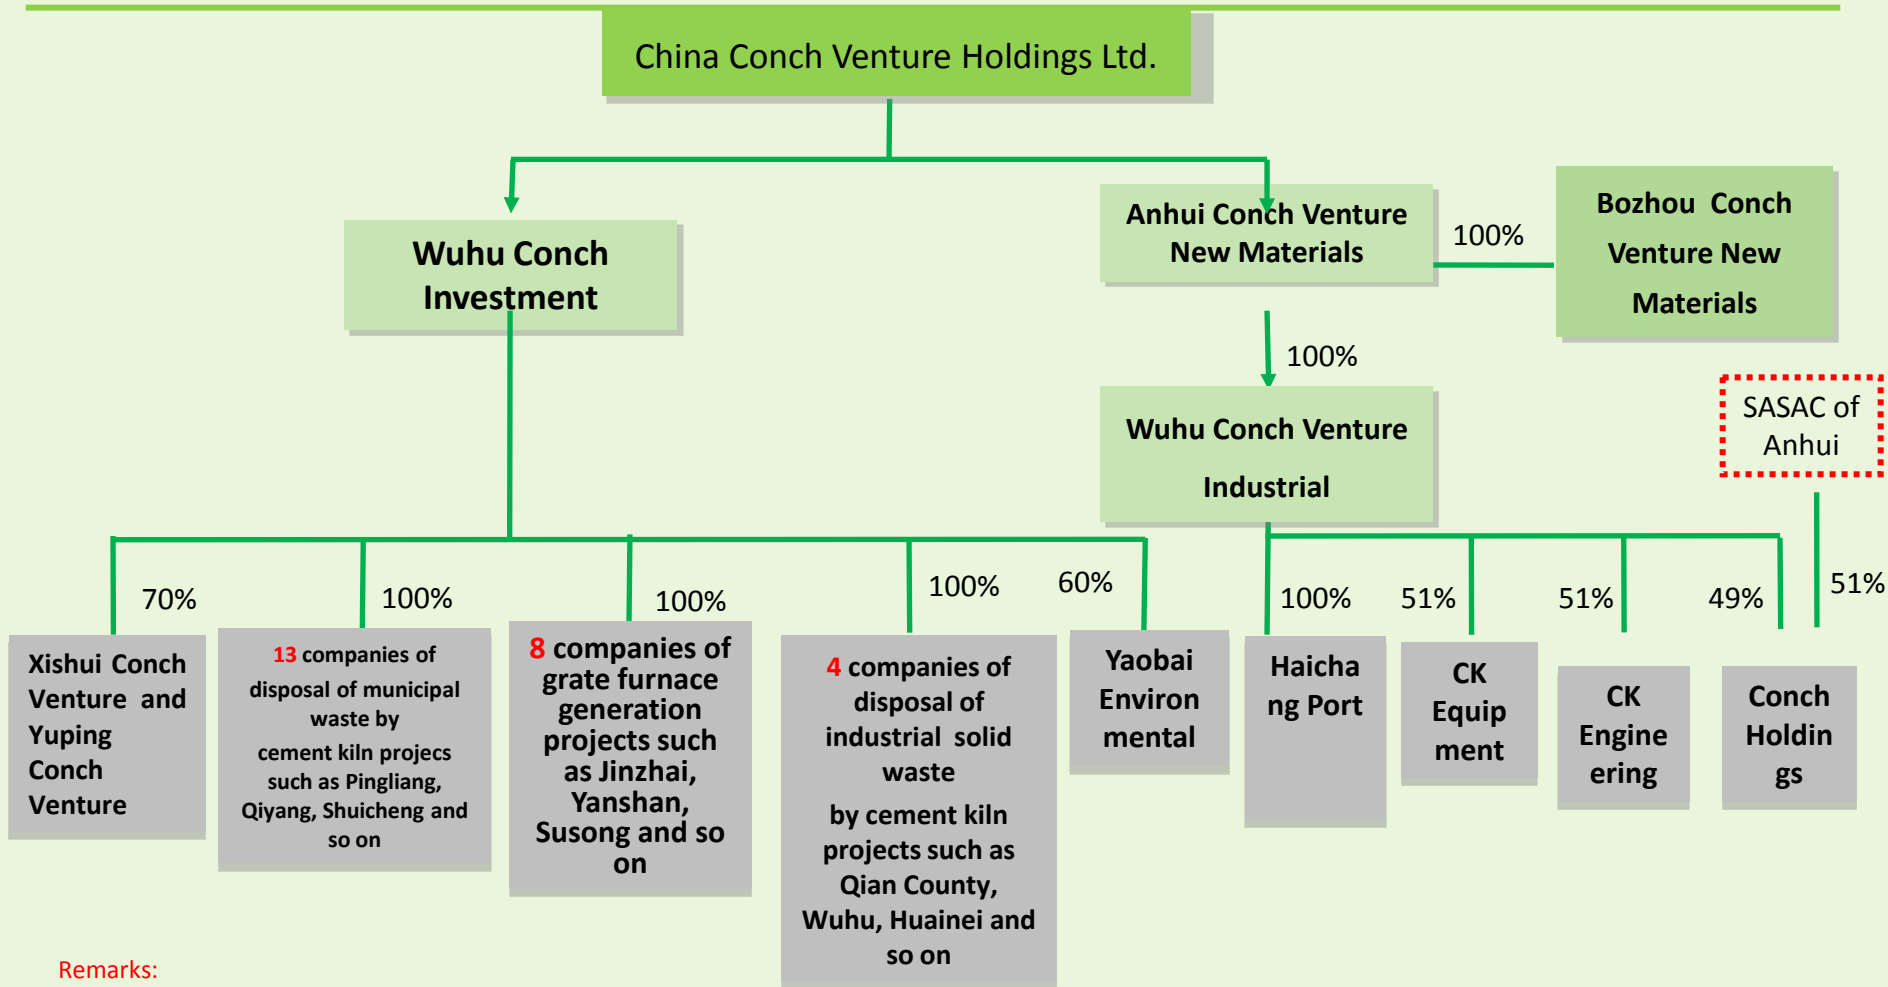 China Conch Venture Holdings Ltd.
Wuhu Conch
Investment
Anhui Conch Venture
New Materials
100%
Bozhou Conch
Venture New
Materials
100%
Wuhu Conch Venture
Industrial
SASAC of
Anhui
70%
100%
100%
100%
60%
100%
51%
51%
49%
51%
Xishui Conch
Venture and
Yuping
Conch
Venture
13 companies of
disposal of municipal
waste by
cement kiln projecs
such as Pingliang,
Qiyang, Shuicheng and
so on
8 companies of
grate furnace
generation
projects such
as Jinzhai,
Yanshan,
Susong and so
on
4 companies of
disposal of
industrial solid
waste
by cement kiln
projects such as
Qian County,
Wuhu, Huainei and
so on
Yaobai
Environ
mental
Haicha
ng Port
CK
Equip
ment
CK
Engine
ering
Conch
Holdin
gs
Remarks: